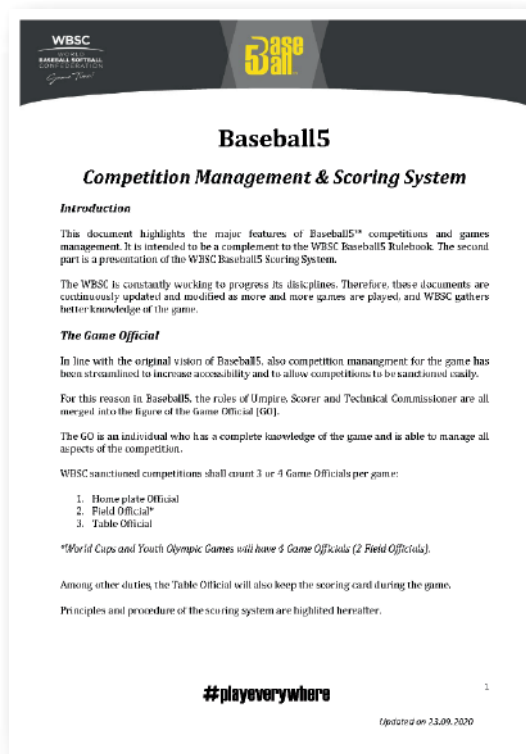 WBSC
WORLD
BASEBALL SOFTBALL
CONFEDERATION
Game Time!
5Base
Ball
Baseball5
Competition Management & Scoring System
Introduction
This document highlights the major features of Baseball5™ competitions and games
management. It is intended to be a complement to the WBSC Baseball5 Rulebook. The second
part is a presentation of the WBSC Baseball5 Scoring System.
The WBSC is constantly working to progress its disicplines. Therefore, these documents are
continuously updated and modified as more and more games are played, and WBSC gathers
better knowledge of the game.
The Game Official
In line with the original vision of Baseball5, also competition managment for the game has
been streamlined to increase accessibility and to allow competitions to be sanctioned easily.
For this reason in Baseball5, the roles of Umpire, Scorer and Technical Commissioner are all
merged into the figure of the Game Official [GO].
The GO is an individual who has a complete knowledge of the game and is able to manage all
aspects of the competition.
WBSC sanctioned competitions shall count 3 or 4 Game Officials per game:
1. Home plate Official
2. Field Official*
3. Table Official
*World Cups and Youth Olympic Games will have 4 Game Officials (2 Field Officials).
Among other duties, the Table Official will also keep the scoring card during the game.
Principles and procedure of the scoring system are highlited hereafter.
#playeverywhere
1
Updated on 23.09.2020